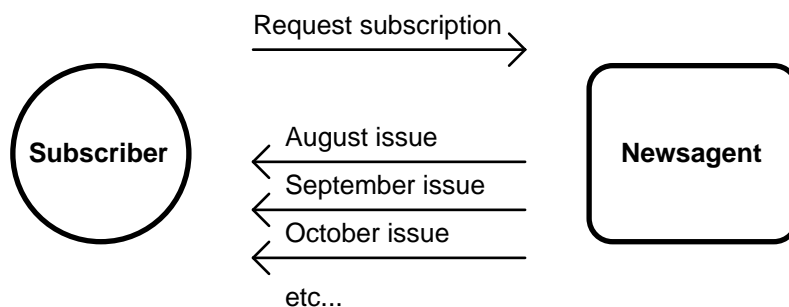 Request subscription
Subscriber
Newsagent
August issue
September issue
October issue
etc...